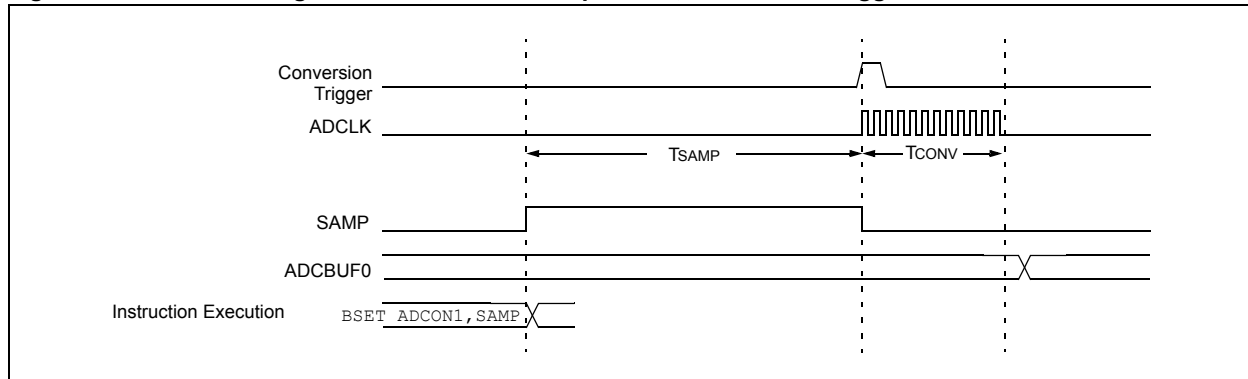 Conversion
Trigger
ADCLK
TSAMP
TCONV
SAMP
ADCBUF0
Instruction Execution
BSET ADCON1,SAMP